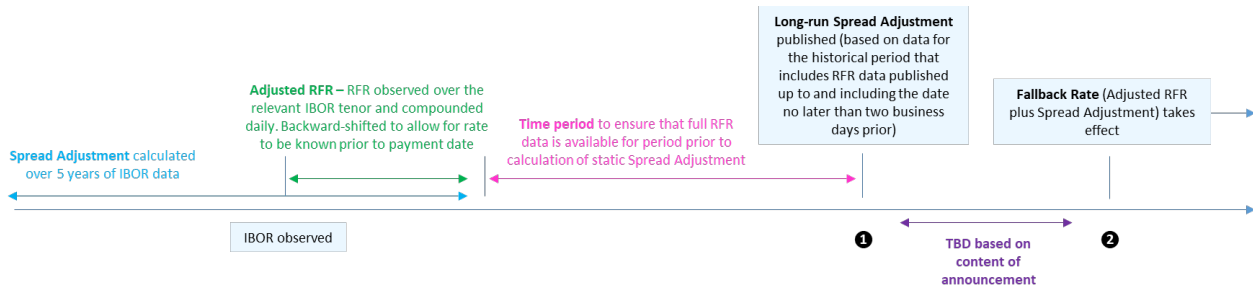 Spread Adjustment calculated
over 5 years of IBOR data
Adjusted RFR – RFR observed over the
relevant IBOR tenor and compounded
daily. Backward-shifted to allow for rate
to be known prior to payment date
Time period to ensure that full RFR
data is available for period prior to
calculation of static Spread Adjustment
Long-run Spread Adjustment
published (based on data for
the historical period that
includes RFR data published
up to and including the date
no later than two business
days prior)
Fallback Rate (Adjusted RFR
plus Spread Adjustment) takes
effect
IBOR observed
❶
TBD based on
content of
announcement
❷